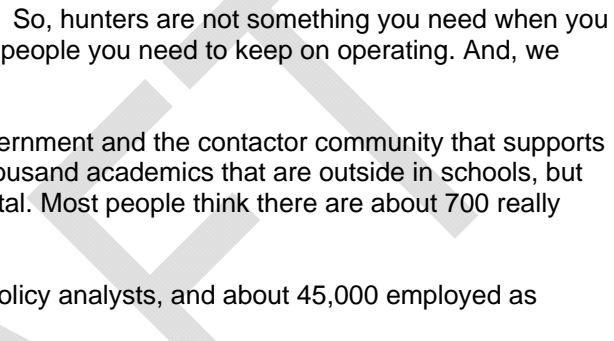 So, hunters are not something you need when you
people you need to keep on operating. And, we
ernment and the contactor community that supports
ousand academics that are outside in schools, but
tal. Most people think there are about 700 really
olicy analysts, and about 45,000 employed as